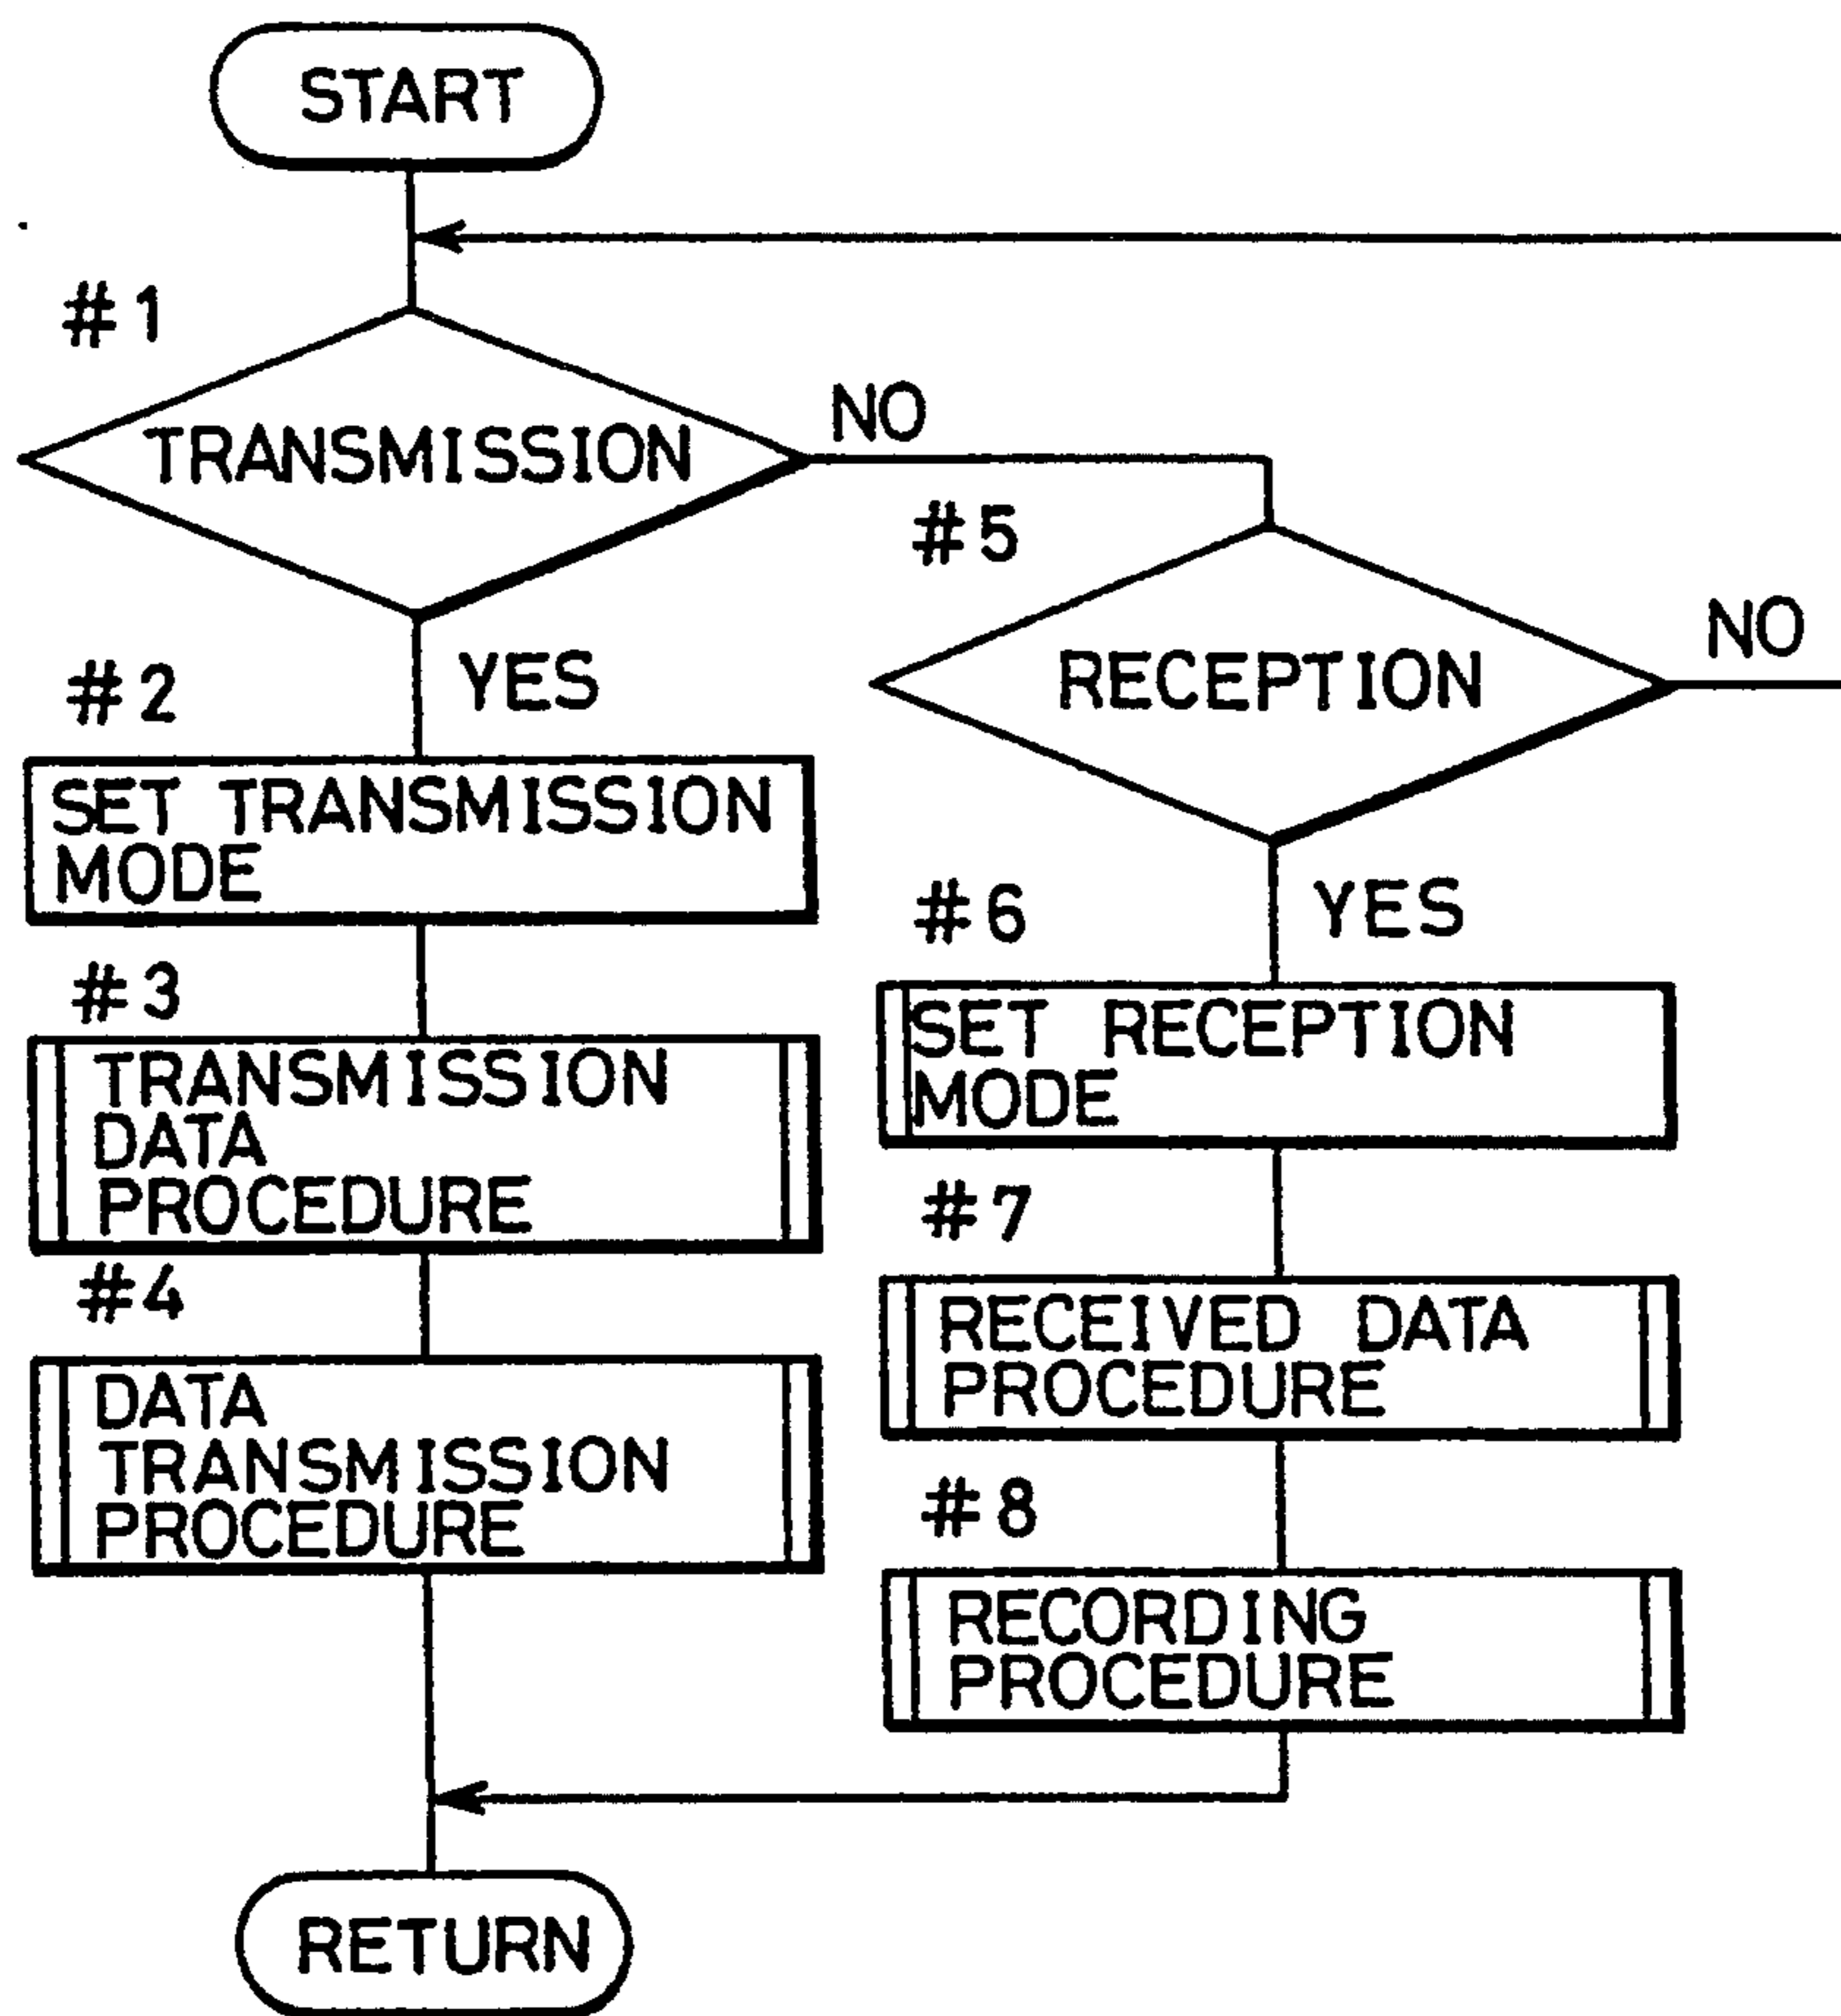 START
#1
TRANSMISSION
NO
#2
YES
SET TRANSMISSION
MODE
#3
TRANSMISSION
DATA
PROCEDURE
#4
DATA
TRANSMISSION
PROCEDURE
#5
RECEPTION
NO
#6
YES
SET RECEPTION
MODE
#7
RECEIVED DATA
PROCEDURE
#8
RECORDING
PROCEDURE
RETURN